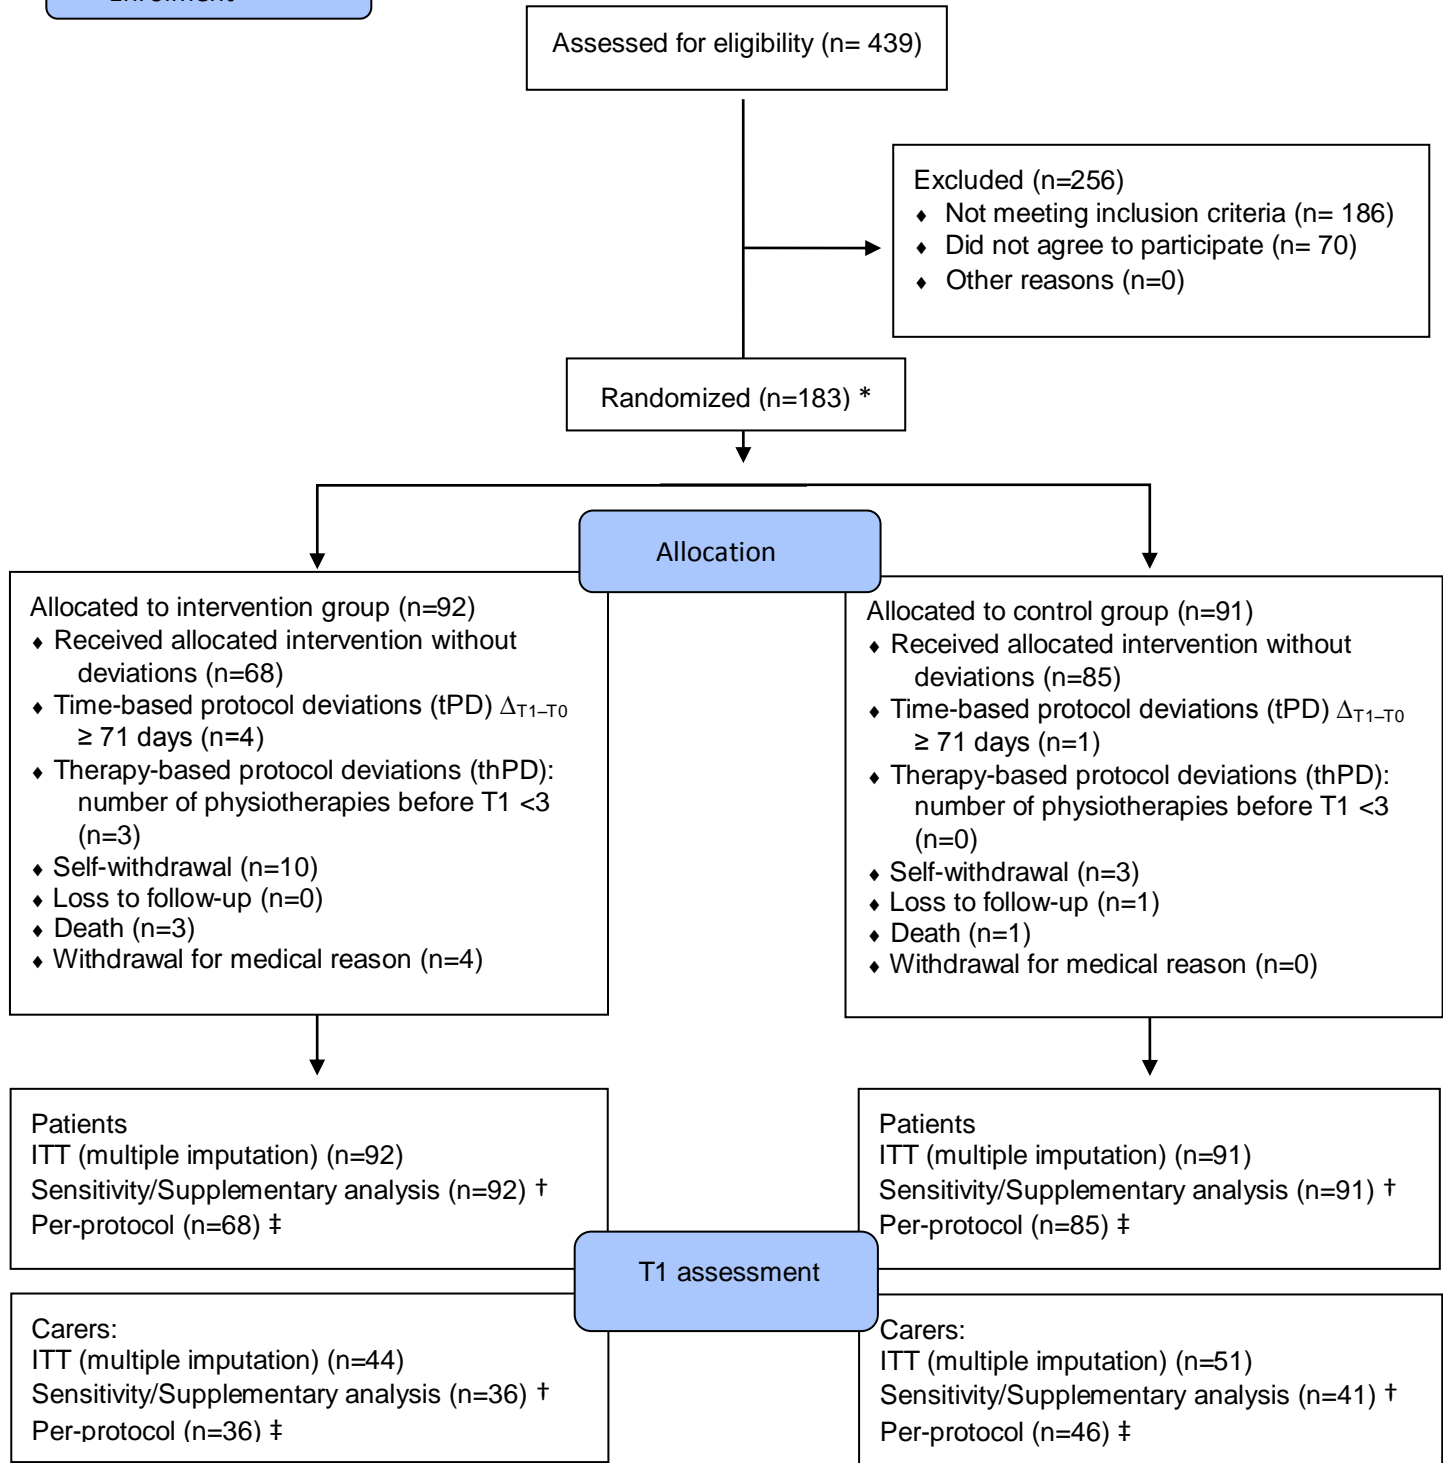 Enrolment
Assessed for eligibility (n= 439)
Excluded (n=256)
♦ Not meeting inclusion criteria (n= 186)
♦ Did not agree to participate (n= 70)
♦ Other reasons (n=0)
Randomized (n=183) *
Allocation
Allocated to intervention group (n=92)
♦ Received allocated intervention without
deviations (n=68)
♦ Time-based protocol deviations (tPD) ΔT1–T0
≥ 71 days (n=4)
♦ Therapy-based protocol deviations (thPD):
number of physiotherapies before T1 <3
(n=3)
♦ Self-withdrawal (n=10)
♦ Loss to follow-up (n=0)
♦ Death (n=3)
♦ Withdrawal for medical reason (n=4)
Allocated to control group (n=91)
♦ Received allocated intervention without
deviations (n=85)
♦ Time-based protocol deviations (tPD) ΔT1–T0
≥ 71 days (n=1)
♦ Therapy-based protocol deviations (thPD):
number of physiotherapies before T1 <3
(n=0)
♦ Self-withdrawal (n=3)
♦ Loss to follow-up (n=1)
♦ Death (n=1)
♦ Withdrawal for medical reason (n=0)
Patients
ITT (multiple imputation) (n=92)
Sensitivity/Supplementary analysis (n=92) †
Per-protocol (n=68) ‡
Patients
ITT (multiple imputation) (n=91)
Sensitivity/Supplementary analysis (n=91) †
Per-protocol (n=85) ‡
T1 assessment
Carers:
ITT (multiple imputation) (n=44)
Sensitivity/Supplementary analysis (n=36) †
Per-protocol (n=36) ‡
Carers:
ITT (multiple imputation) (n=51)
Sensitivity/Supplementary analysis (n=41) †
Per-protocol (n=46) ‡